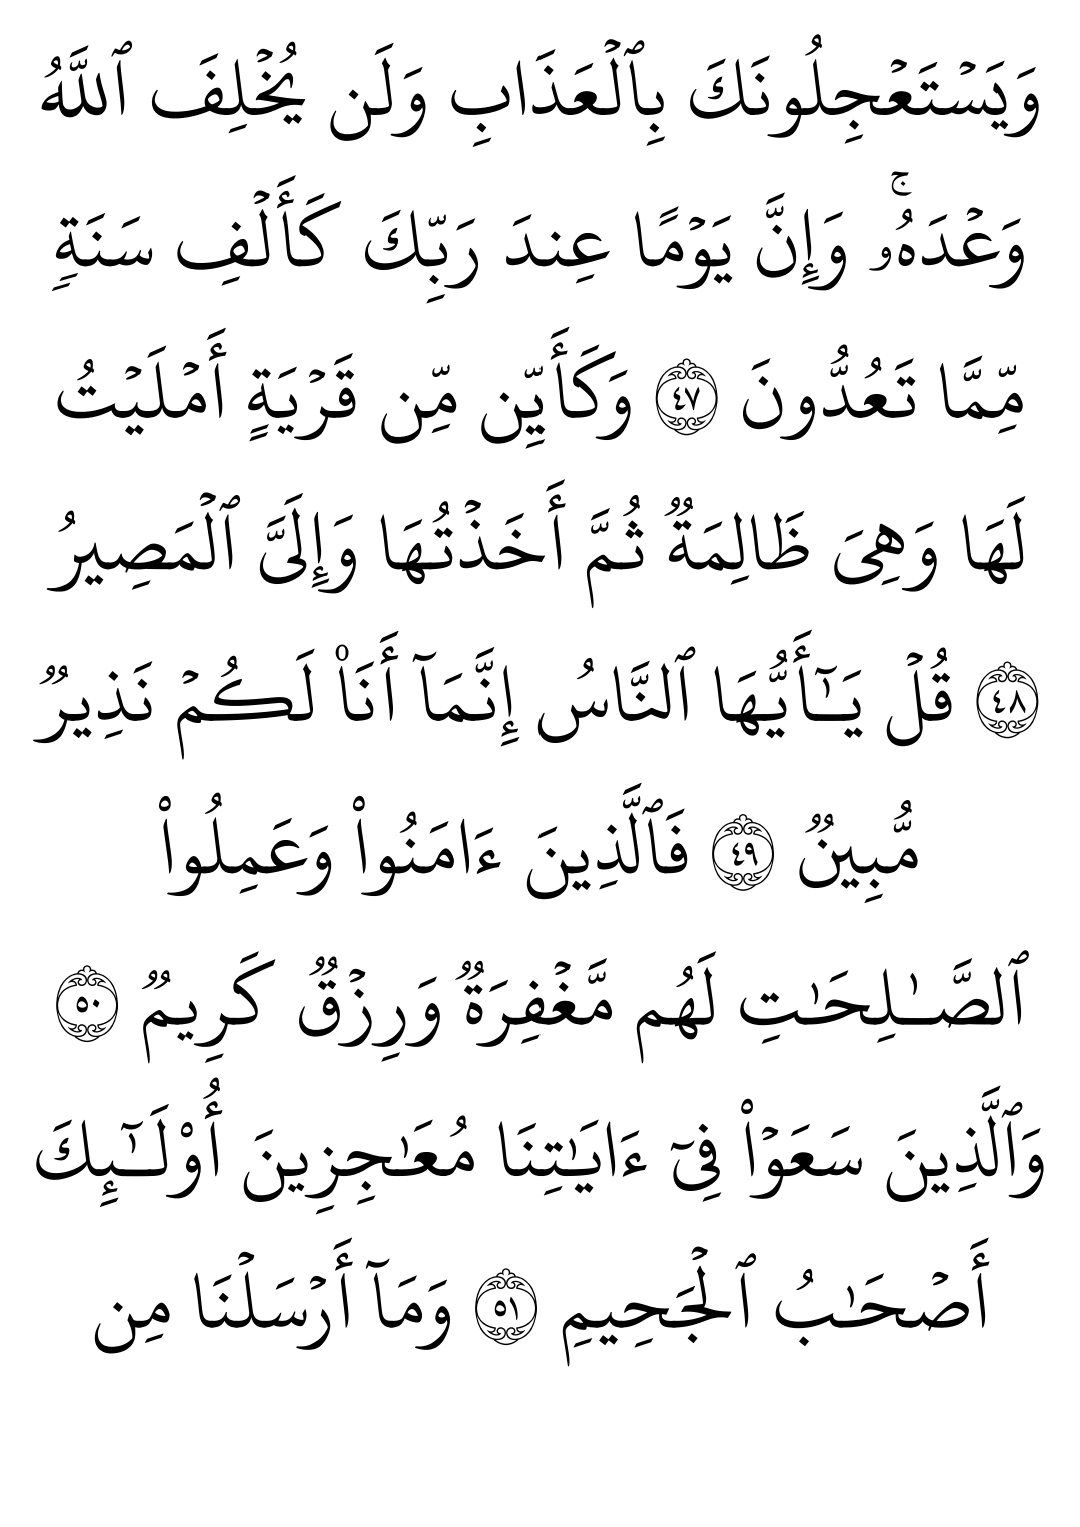 وَيَسۡتَعۡجِلُونَكَ بِٱلۡعَذَابِ وَلَن يُخۡلِفَ ٱللَّهُ
وَعۡدَهُۥۚ وَإِنَّ يَوۡمًا عِندَ رَبِّكَ كَأَلۡفِ سَنَةٖ
مِّمَّا تَعُدُّونَ ٤٧ وَكَأَيِّن مِّن قَرۡيَةٍ أَمۡلَيۡتُ
لَهَا وَهِيَ ظَالِمَةٞ ثُمَّ أَخَذۡتُهَا وَإِلَيَّ ٱلۡمَصِيرُ
٤٨ قُلۡ يَـٰٓأَيُّهَا ٱلنَّاسُ إِنَّمَآ أَنَا۠ لَكُمۡ نَذِيرٞ
مُّبِينٞ ٤٩ فَٱلَّذِينَ ءَامَنُواْ وَعَمِلُواْ
ٱلصَّـٰلِحَٰتِ لَهُم مَّغۡفِرَةٞ وَرِزۡقٞ كَرِيمٞ ٥٠
وَٱلَّذِينَ سَعَوۡاْ فِيٓ ءَايَٰتِنَا مُعَٰجِزِينَ أُوْلَـٰٓئِكَ
أَصۡحَٰبُ ٱلۡجَحِيمِ ٥١ وَمَآ أَرۡسَلۡنَا مِن